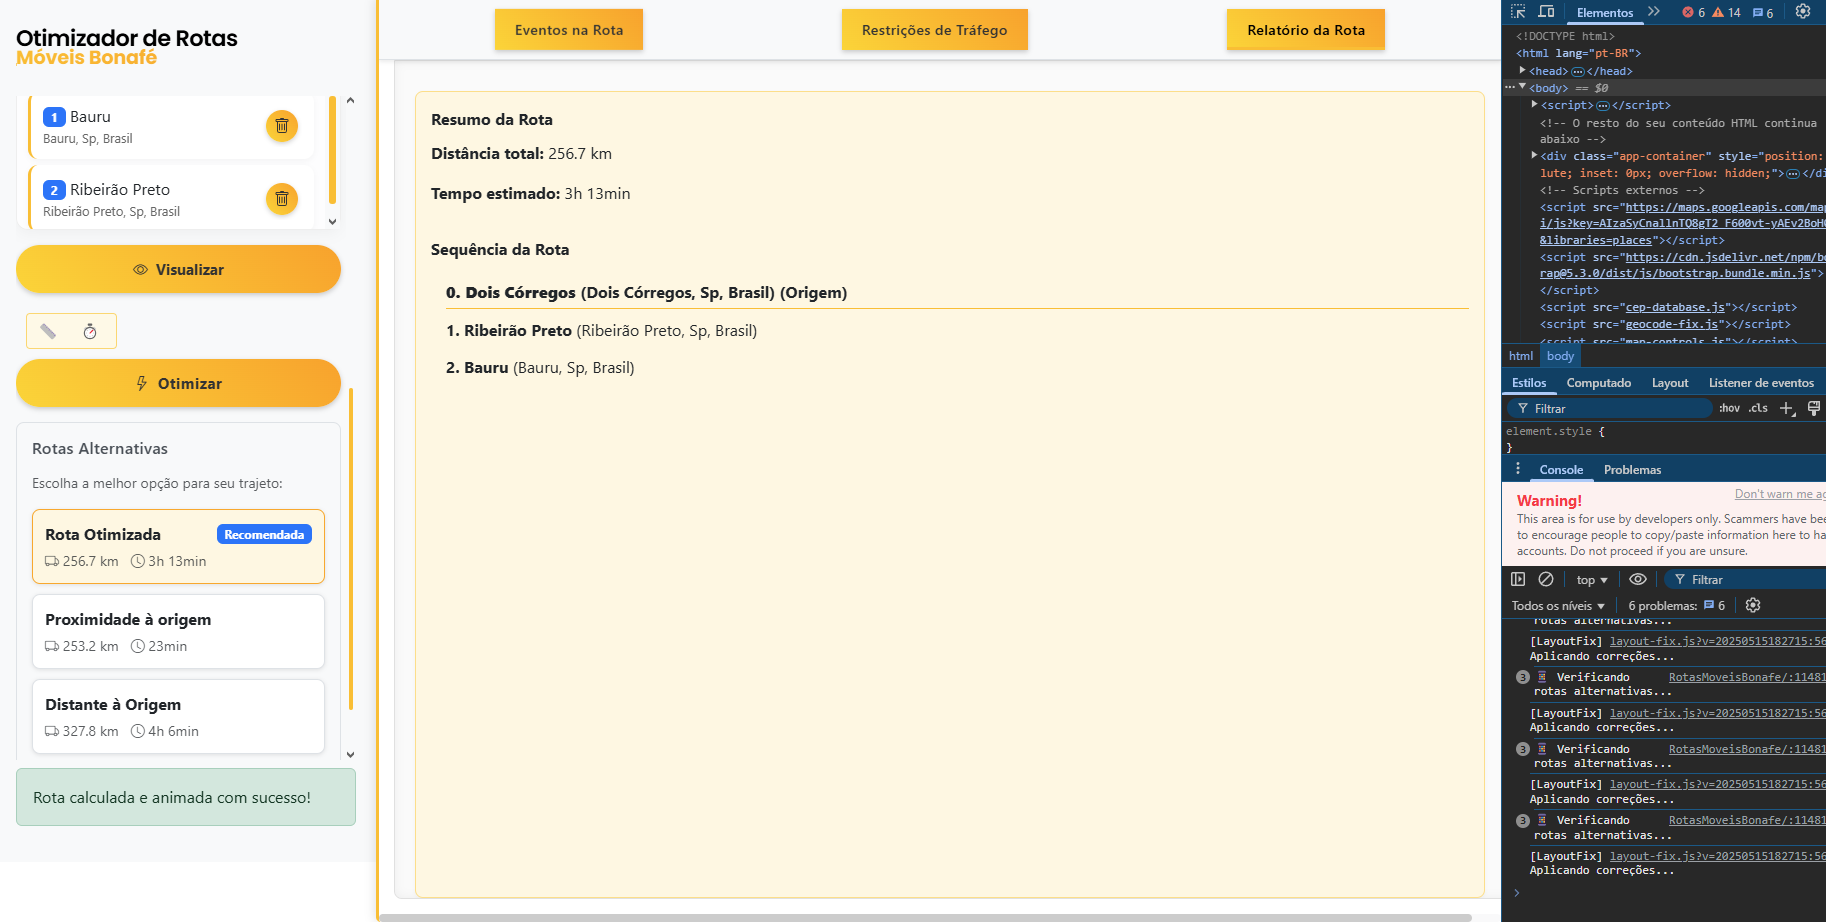 Otimizador de Rotas
Móveis Bonafé
1 Bauru
Bauru, Sp, Brasil
2 Ribeirão Preto
Ribeirão Preto, Sp, Brasil
Visualizar
Otimizar
Rotas Alternativas
Escolha a melhor opção para seu trajeto:
Rota Otimizada Recomendada
256.7 km 3h 13min
Proximidade à origem
253.2 km 23min
Distante à Origem
327.8 km 4h 6min
Rota calculada e animada com sucesso!
Eventos na Rota
Restrições de Tráfego
Relatório da Rota
Resumo da Rota
Distância total: 256.7 km
Tempo estimado: 3h 13min
Sequência da Rota
0. Dois Córregos (Dois Córregos, Sp, Brasil) (Origem)
1. Ribeirão Preto (Ribeirão Preto, Sp, Brasil)
2. Bauru (Bauru, Sp, Brasil)
Elementos 6 14 6
<!DOCTYPE html>
<html lang="pt-BR">
<head> </head>
<body> == $0
<script> </script>
<!-- O resto do seu conteúdo HTML continua
abaixo -->
<div class="app-container" style="position:
lute; inset: 0px; overflow: hidden;"> </di
<!-- Scripts externos -->
<script src="https://maps.googleapis.com/map
&libraries=places"></script>
<script src="https://cdn.jsdelivr.net/npm/bo
rap@5.3.0/dist/js/bootstrap.bundle.min.js">
</script>
<script src="cep-database.js"></script>
<script src="geocode-fix.js"></script>
<script src="map-controls.js"></script>
html body
Estilos Computado Layout Listener de eventos
Filtrar :hov .cls
element.style {
}
Console Problemas
Don't warn me ag
Warning!
This area is for use by developers only. Scammers have bee
to encourage people to copy/paste information here to ha
accounts. Do not proceed if you are unsure.
top Filtrar
Todos os níveis 6 problemas: 6
rotas alternativas...
[LayoutFix] layout-fix.js?v=20250515182715:56
Aplicando correções...
3 Verificando RotasMoveisBonafe/:11481
rotas alternativas...
[LayoutFix] layout-fix.js?v=20250515182715:56
Aplicando correções...
3 Verificando RotasMoveisBonafe/:11481
rotas alternativas...
[LayoutFix] layout-fix.js?v=20250515182715:56
Aplicando correções...
3 Verificando RotasMoveisBonafe/:11481
rotas alternativas...
[LayoutFix] layout-fix.js?v=20250515182715:56
Aplicando correções...